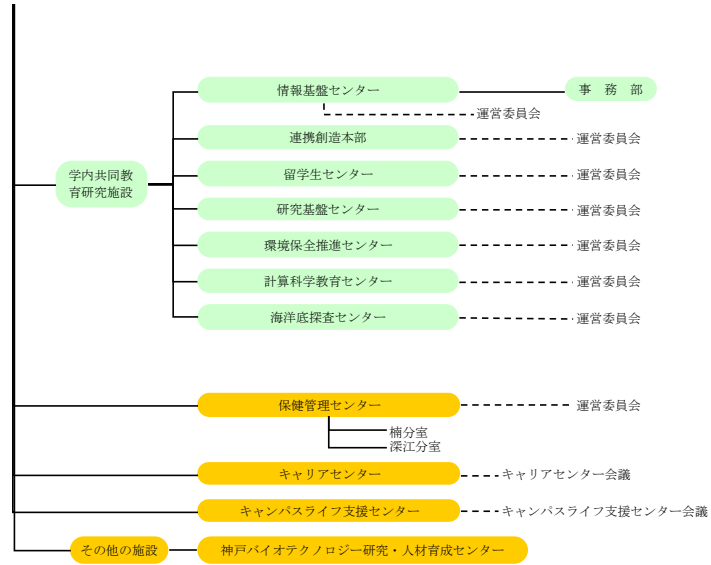 情報基盤センター
事 務 部
運営委員会
連携創造本部
運営委員会
学内共同教
育研究施設
留学生センター
運営委員会
研究基盤センター
運営委員会
環境保全推進センター
運営委員会
計算科学教育センター
運営委員会
海洋底探査センター
運営委員会
保健管理センター
運営委員会
楠分室
深江分室
キャリアセンター
キャリアセンター会議
キャンパスライフ支援センター
キャンパスライフ支援センター会議
その他の施設
神戸バイオテクノロジー研究・人材育成センター